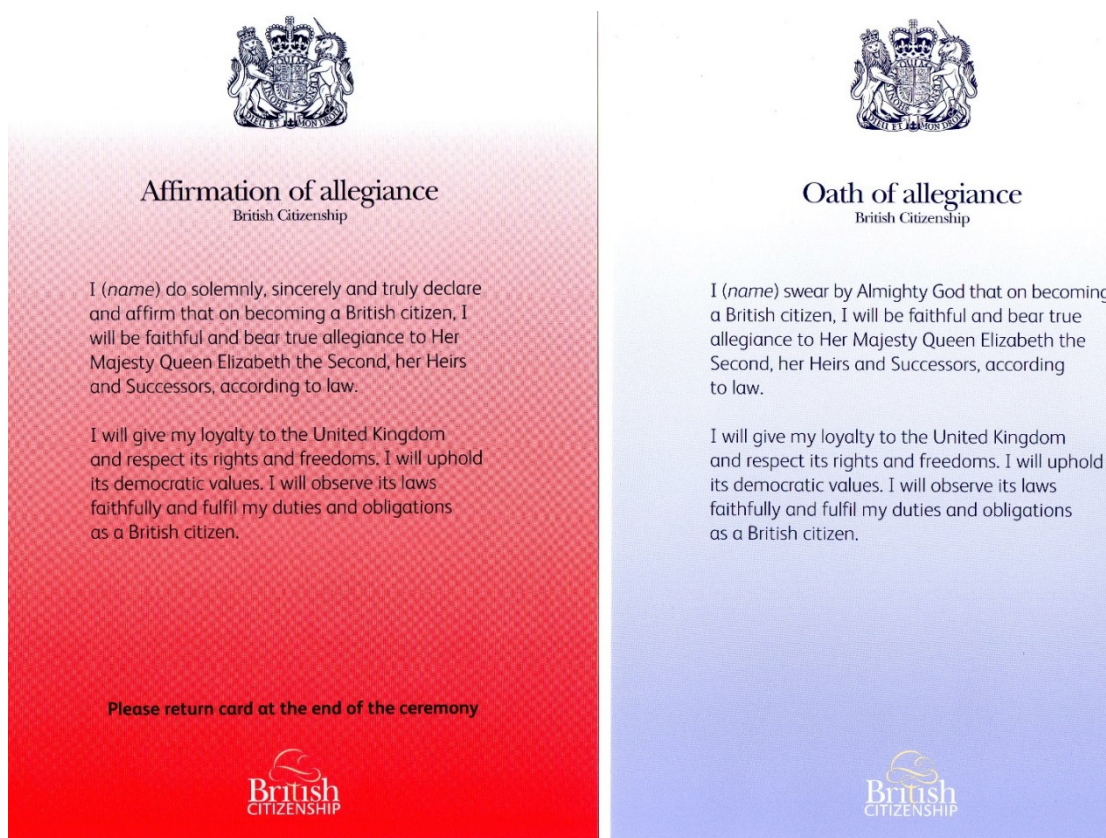 DIEU ET MON DROIT
Affirmation of allegiance
British Citizenship
I (name) do solemnly, sincerely and truly declare
and affirm that on becoming a British citizen, I
will be faithful and bear true allegiance to Her
Majesty Queen Elizabeth the Second, her Heirs
and Successors, according to law.
I will give my loyalty to the United Kingdom
and respect its rights and freedoms. I will uphold
its democratic values. I will observe its laws
faithfully and fulfil my duties and obligations
as a British citizen.
Please return card at the end of the ceremony
British
CITIZENSHIP
DIEU ET MON DROIT
Oath of allegiance
British Citizenship
I (name) swear by Almighty God that on becoming
a British citizen, I will be faithful and bear true
allegiance to Her Majesty Queen Elizabeth the
Second, her Heirs and Successors, according
to law.
I will give my loyalty to the United Kingdom
and respect its rights and freedoms. I will uphold
its democratic values. I will observe its laws
faithfully and fulfil my duties and obligations
as a British citizen.
British
CITIZENSHIP